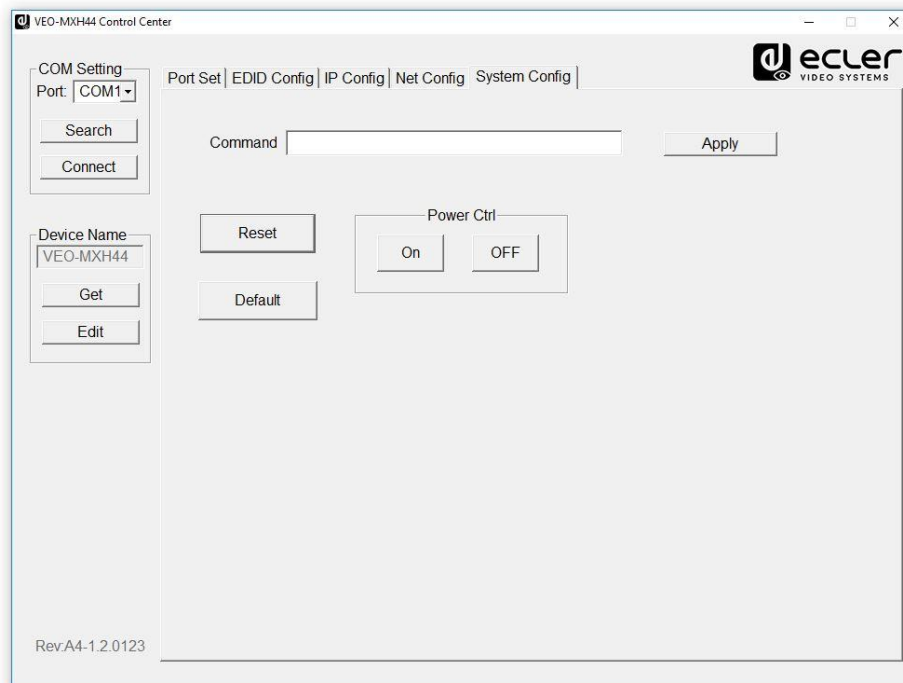 VEO-MXH44 Control Center
ecler
VIDEO SYSTEMS
COM Setting
Port: COM1
Search
Connect
Device Name
VEO-MXH44
Get
Edit
Rev:A4-1.2.0123
Port Set EDID Config IP Config Net Config System Config
Command Apply
Reset
Default
Power Ctrl
On OFF